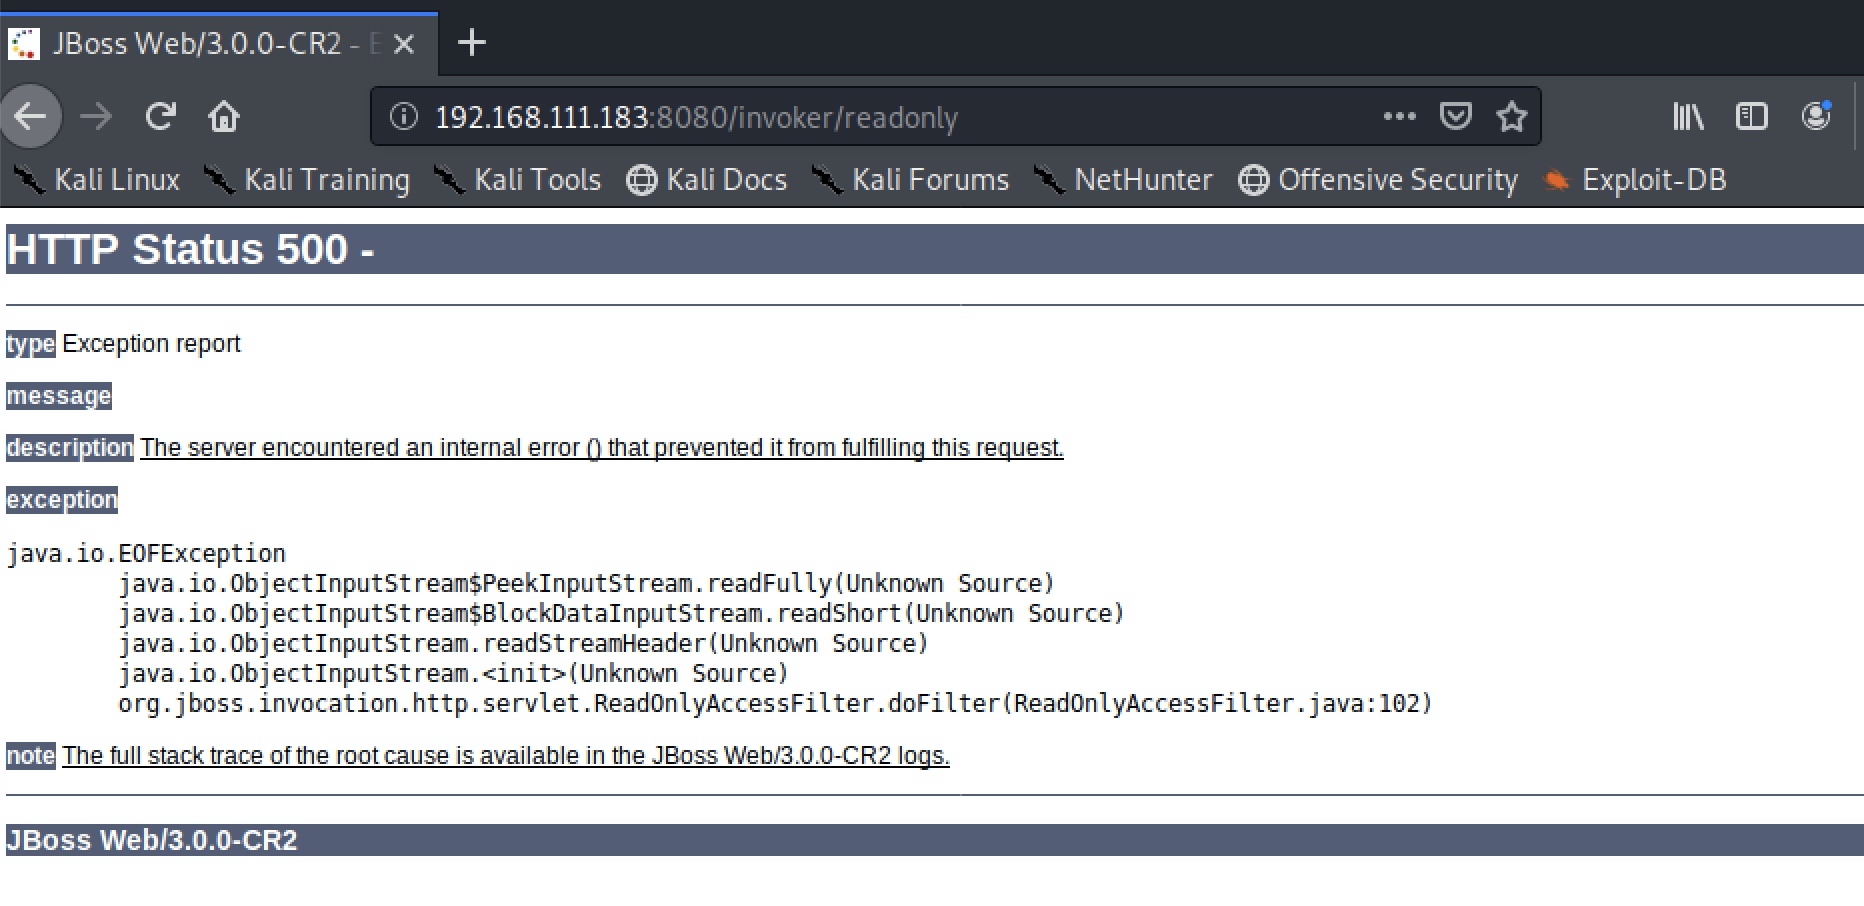 JBoss Web/3.0.0-CR2 - E
192.168.111.183:8080/invoker/readonly
Kali Linux Kali Training Kali Tools Kali Docs Kali Forums NetHunter Offensive Security Exploit-DB
HTTP Status 500 -
type Exception report
message
description The server encountered an internal error () that prevented it from fulfilling this request.
exception
java.io.EOFException
java.io.ObjectInputStream$PeekInputStream.readFully(Unknown Source)
java.io.ObjectInputStream$BlockDataInputStream.readShort(Unknown Source)
java.io.ObjectInputStream.readStreamHeader(Unknown Source)
java.io.ObjectInputStream.<init>(Unknown Source)
org.jboss.invocation.http.servlet.ReadOnlyAccessFilter.doFilter(ReadOnlyAccessFilter.java:102)
note The full stack trace of the root cause is available in the JBoss Web/3.0.0-CR2 logs.
JBoss Web/3.0.0-CR2